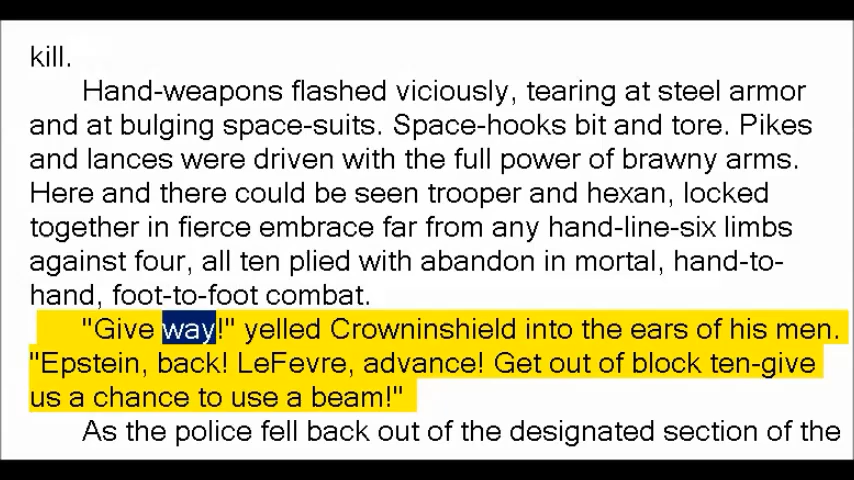 kill.
Hand-weapons flashed viciously, tearing at steel armor
and at bulging space-suits. Space-hooks bit and tore. Pikes
and lances were driven with the full power of brawny arms.
Here and there could be seen trooper and hexan, locked
together in fierce embrace far from any hand-line-six limbs
against four, all ten plied with abandon in mortal, hand-to-
hand, foot-to-foot combat.
"Give way!" yelled Crowninshield into the ears of his men.
"Epstein, back! LeFevre, advance! Get out of block ten-give
us a chance to use a beam!"
As the police fell back out of the designated section of the